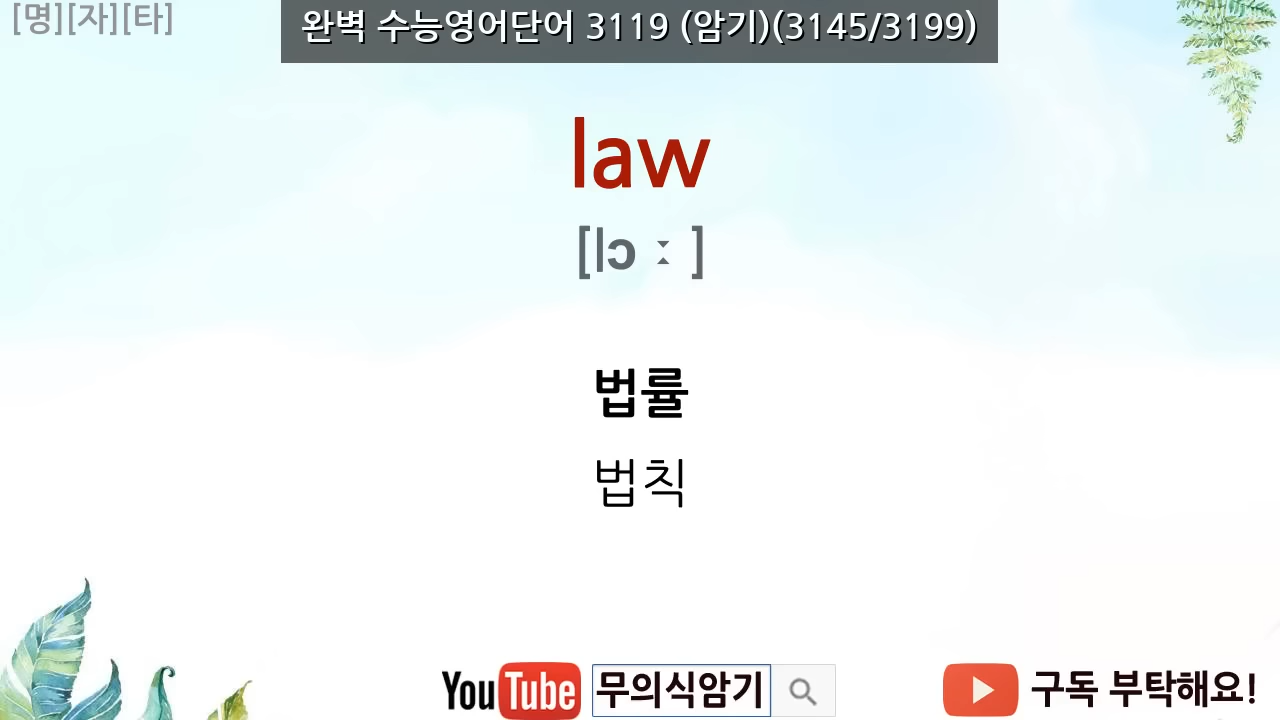 [명][자][타]
완벽 수능영어단어 3119 (암기)(3145/3199)
law
[lɔː]
법률
법칙
YouTube 무의식암기
구독 부탁해요!